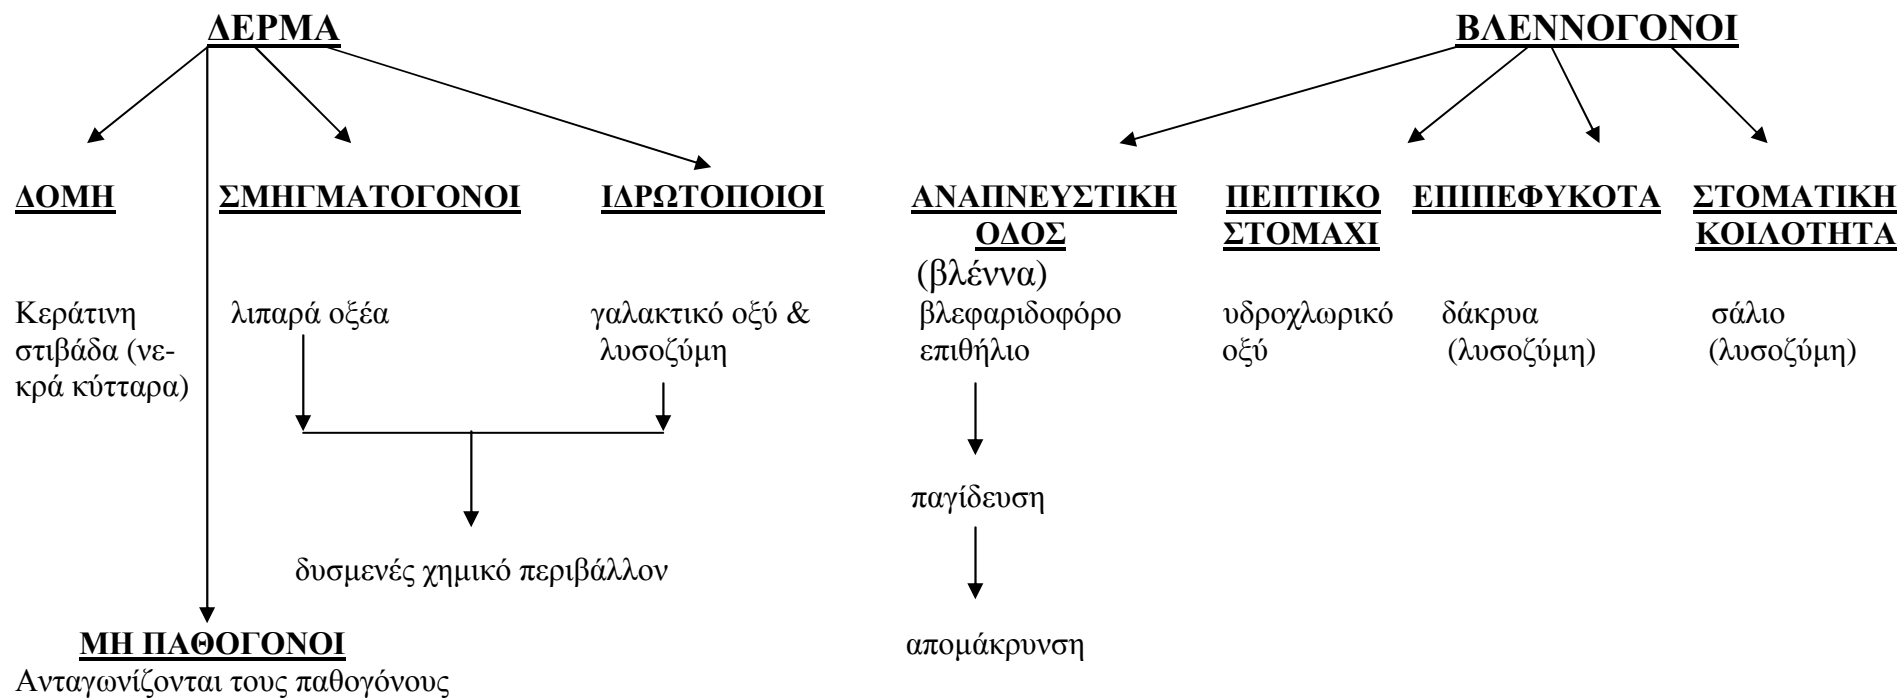 ΔΕΡΜΑ
ΒΛΕΝΝΟΓΟΝΟΙ
ΔΟΜΗ
ΣΜΗΓΜΑΤΟΓΟΝΟΙ
ΙΔΡΩΤΟΠΟΙΟΙ
ΑΝΑΠΝΕΥΣΤΙΚΗ
ΟΔΟΣ
(βλέννα)
ΠΕΠΤΙΚΟ
ΣΤΟΜΑΧΙ
ΕΠΙΠΕΦΥΚΟΤΑ
ΣΤΟΜΑΤΙΚΗ
ΚΟΙΛΟΤΗΤΑ
Κεράτινη
στιβάδα (νε-
κρά κύτταρα)
λιπαρά οξέα
γαλακτικό οξύ &
λυσοζύμη
βλεφαριδοφόρο
επιθήλιο
υδροχλωρικό
οξύ
δάκρυα
(λυσοζύμη)
σάλιο
(λυσοζύμη)
παγίδευση
δυσμενές χημικό περιβάλλον
ΜΗ ΠΑΘΟΓΟΝΟΙ
Ανταγωνίζονται τους παθογόνους
απομάκρυνση